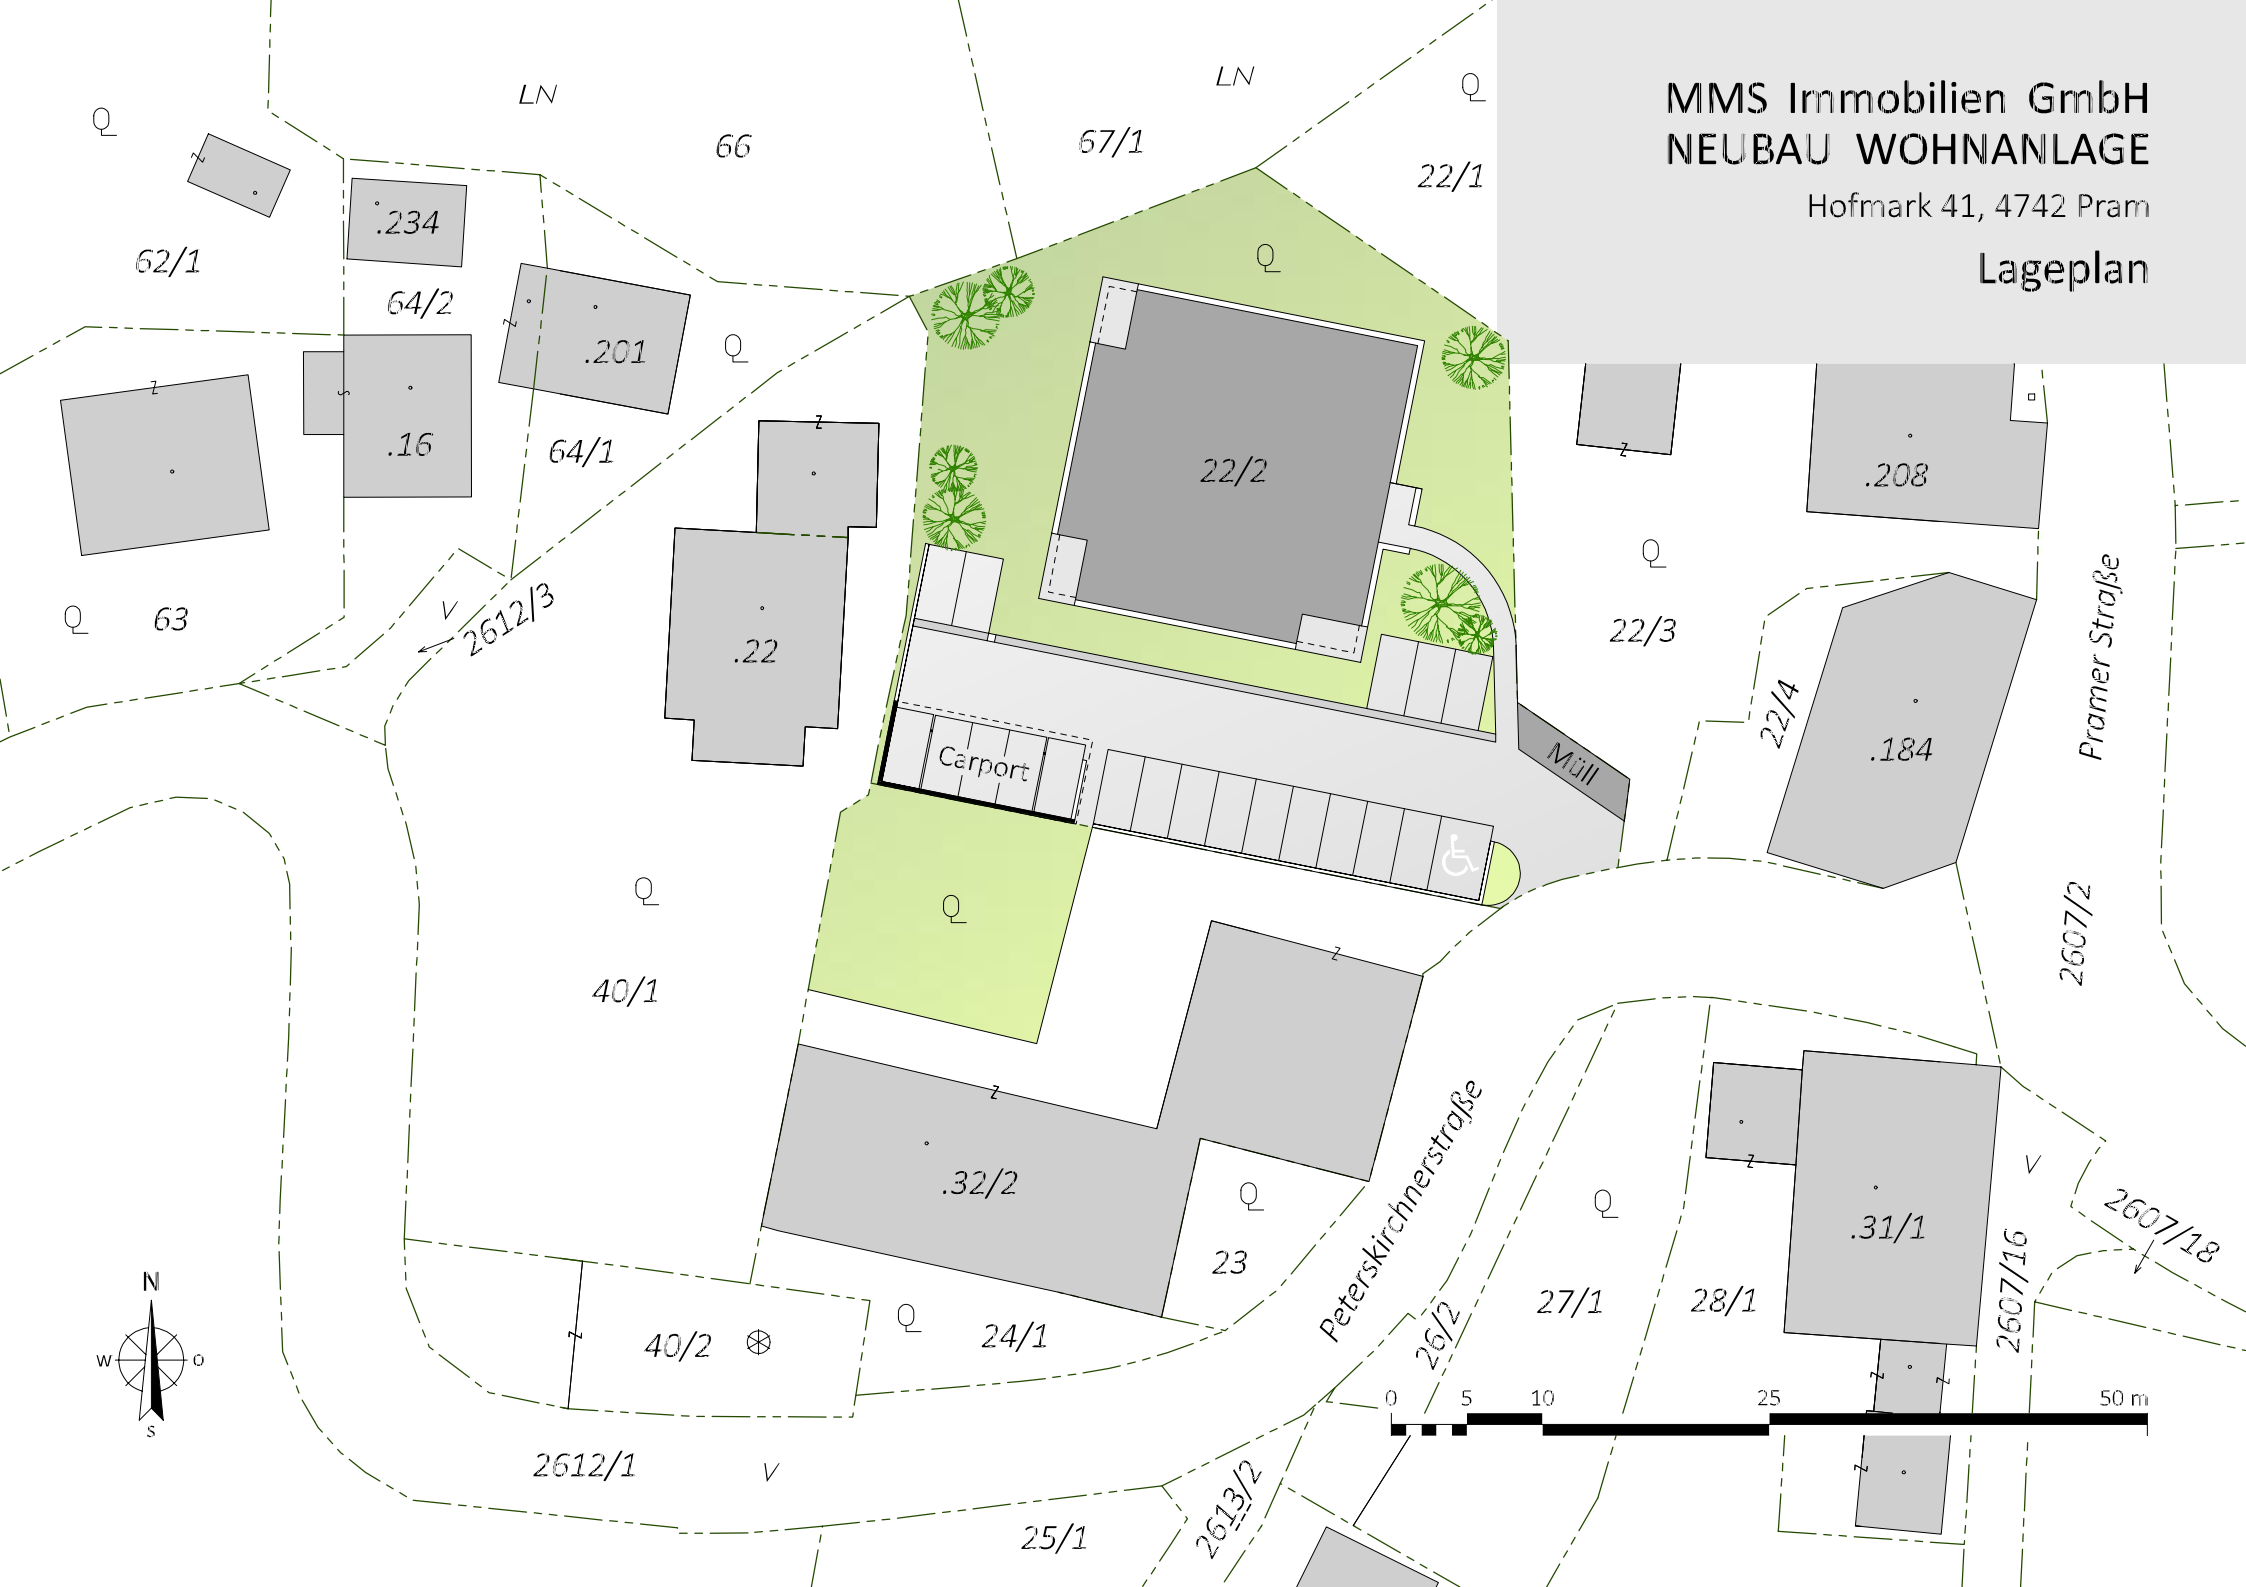 MMS Immobilien GmbH
NEUBAU WOHNANLAGE
Hofmark 41, 4742 Pram
Lageplan
LN
LN
66
67/1
22/1
.234
62/1
64/2
.201
.16
64/1
22/2
.208
63
2612/3
V
.22
22/3
22/4
.184
Pramer Straße
Carport
Müll
2607/2
40/1
.32/2
23
Peterskirchnerstraße
27/1
28/1
.31/1
V
2607/16
2607/18
26/2
40/2
24/1
N
W
O
S
0 5 10 25 50 m
2612/1
V
2613/2
25/1